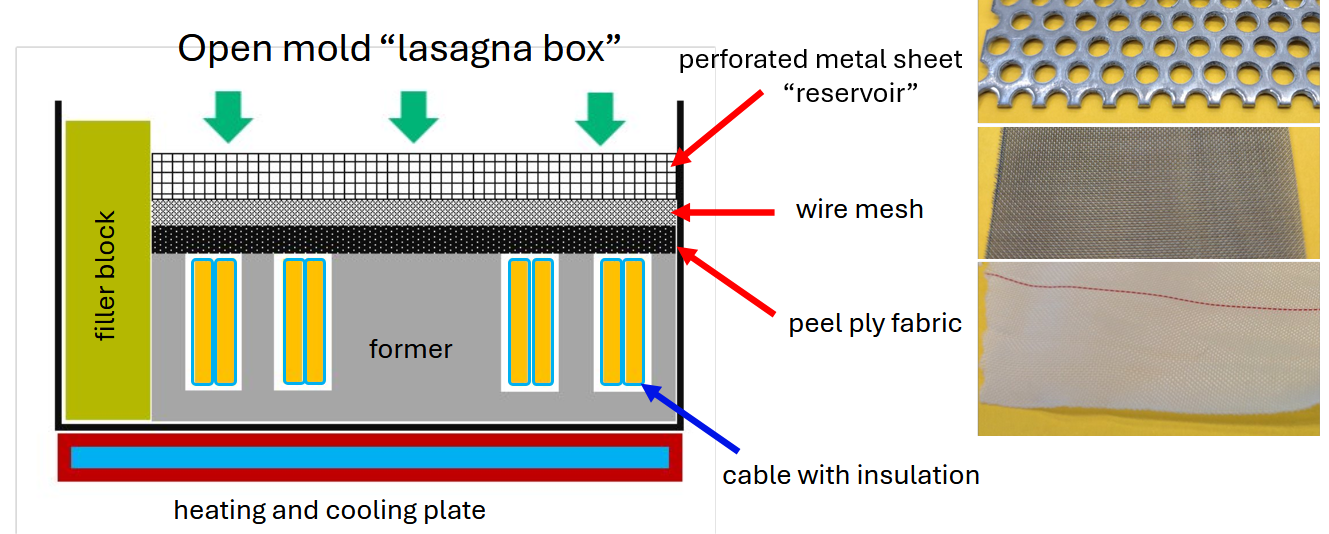 Open mold “lasagna box”
perforated metal sheet
“reservoir”
wire mesh
filler block
peel ply fabric
former
cable with insulation
heating and cooling plate